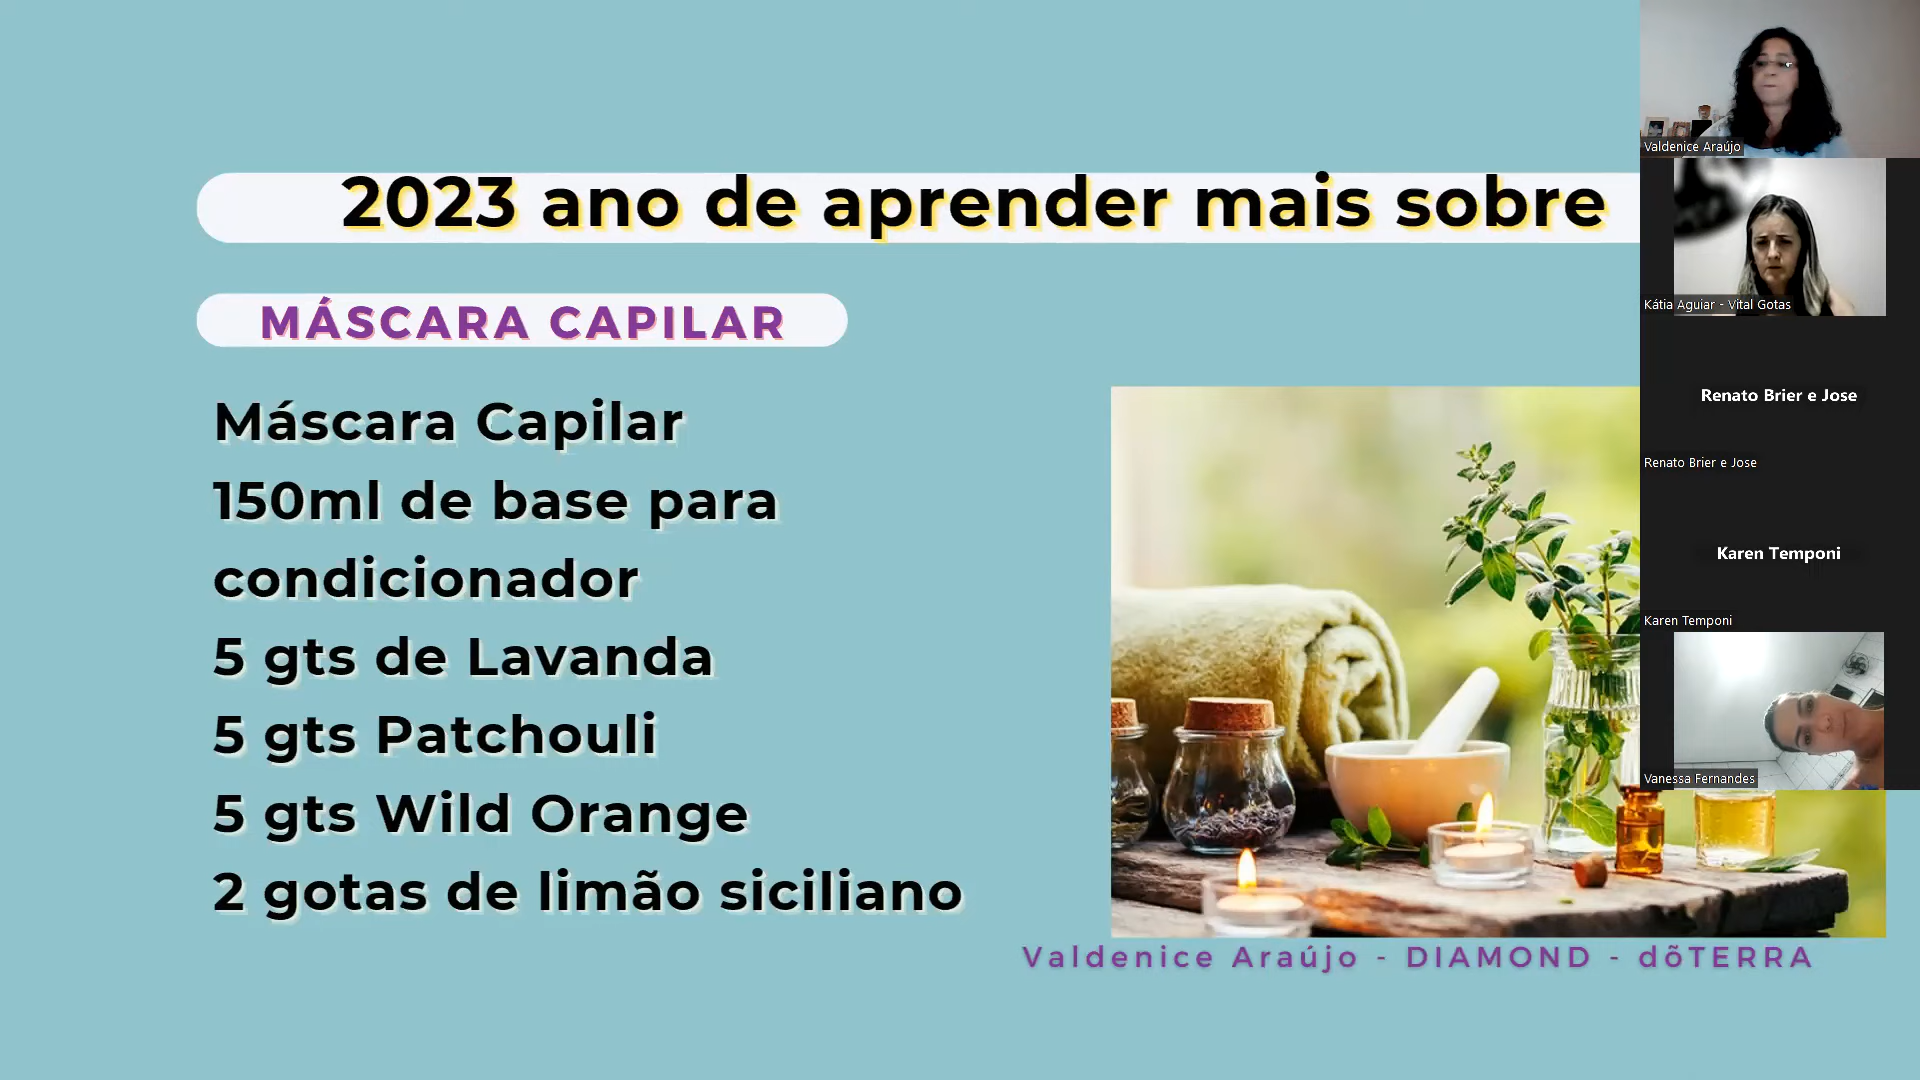 2023 ano de aprender mais sobre
MÁSCARA CAPILAR
Máscara Capilar
150ml de base para
condicionador
5 gts de Lavanda
5 gts Patchouli
5 gts Wild Orange
2 gotas de limão siciliano
Valdenice Araújo - DIAMOND - dõTERRA
Valdenice Araújo
Kátia Aguiar - Vital Gotas
Renato Brier e Jose
Renato Brier e Jose
Karen Temponi
Karen Temponi
Vanessa Fernandes